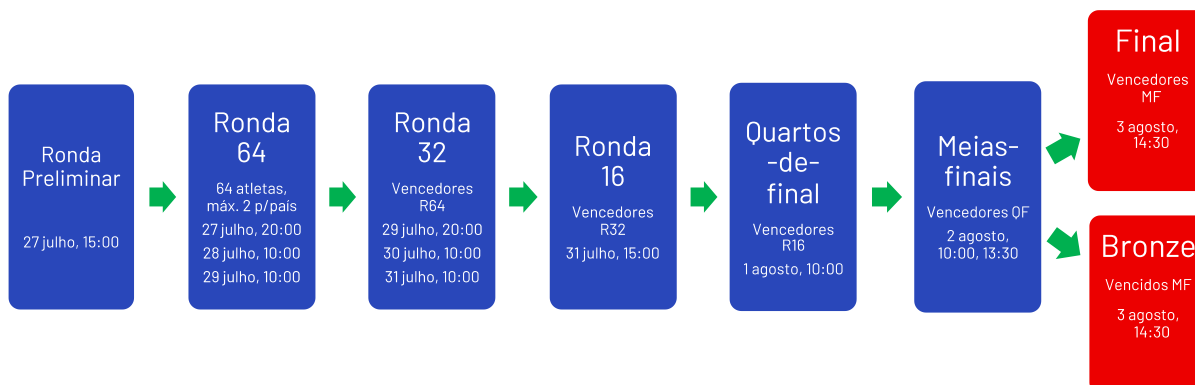 Ronda
Preliminar
27 julho, 15:00
Ronda
64
64 atletas,
máx. 2 p/país
27 julho, 20:00
28 julho, 10:00
29 julho, 10:00
Ronda
32
Vencedores
R64
29 julho, 20:00
30 julho, 10:00
31 julho, 10:00
Ronda
16
Vencedores
R32
31 julho, 15:00
Quartos
-de-
final
Vencedores
R16
1 agosto, 10:00
Meias-
finais
Vencedores QF
2 agosto,
10:00, 13:30
Final
Vencedores
MF
3 agosto,
14:30
Bronze
Vencidos MF
3 agosto,
14:30